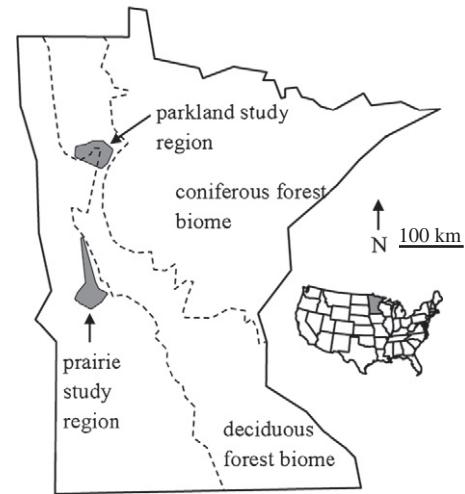 parkland study
region
coniferous forest
biome
N
100 km
prairie
study
region
deciduous
forest biome